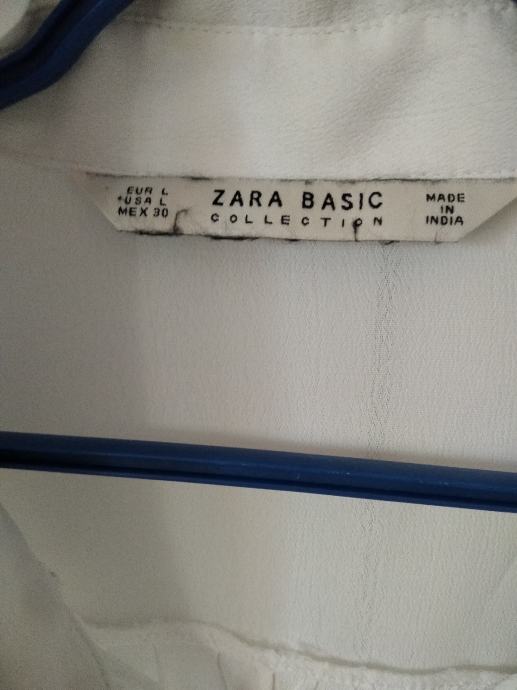 EUR L
*USA L
MEX 30
ZARA BASIC
COLLECTION
MADE
IN
INDIA